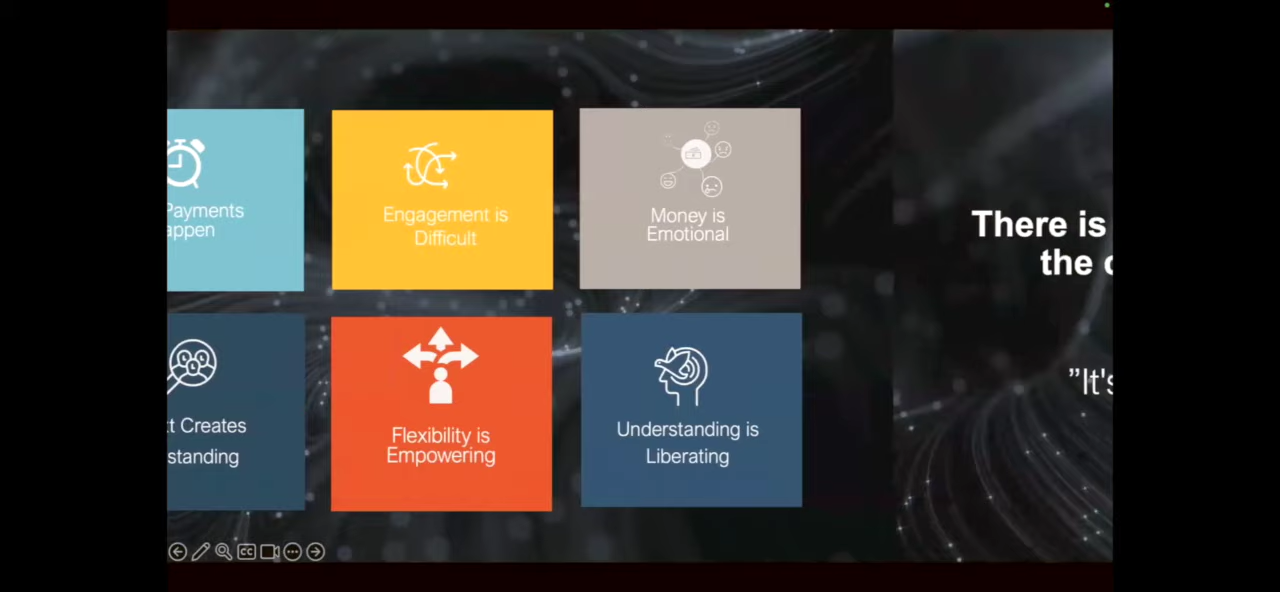 Payments
appen
Engagement is
Difficult
Money is
Emotional
t Creates
standing
Flexibility is
Empowering
Understanding is
Liberating
There is
the
"It's
CC